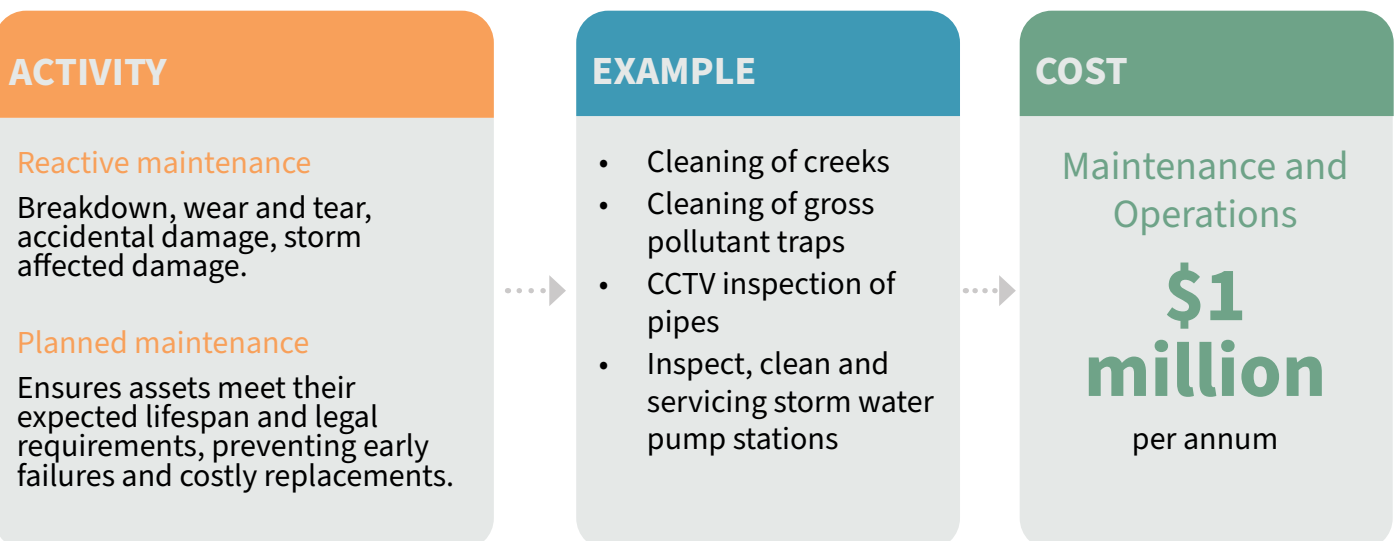 ACTIVITY
Reactive maintenance
Breakdown, wear and tear,
accidental damage, storm
affected damage.
Planned maintenance
Ensures assets meet their
expected lifespan and legal
requirements, preventing early
failures and costly replacements.
EXAMPLE
• Cleaning of creeks
• Cleaning of gross
pollutant traps
• CCTV inspection of
pipes
• Inspect, clean and
servicing storm water
pump stations
COST
Maintenance and
Operations
$1
million
per annum